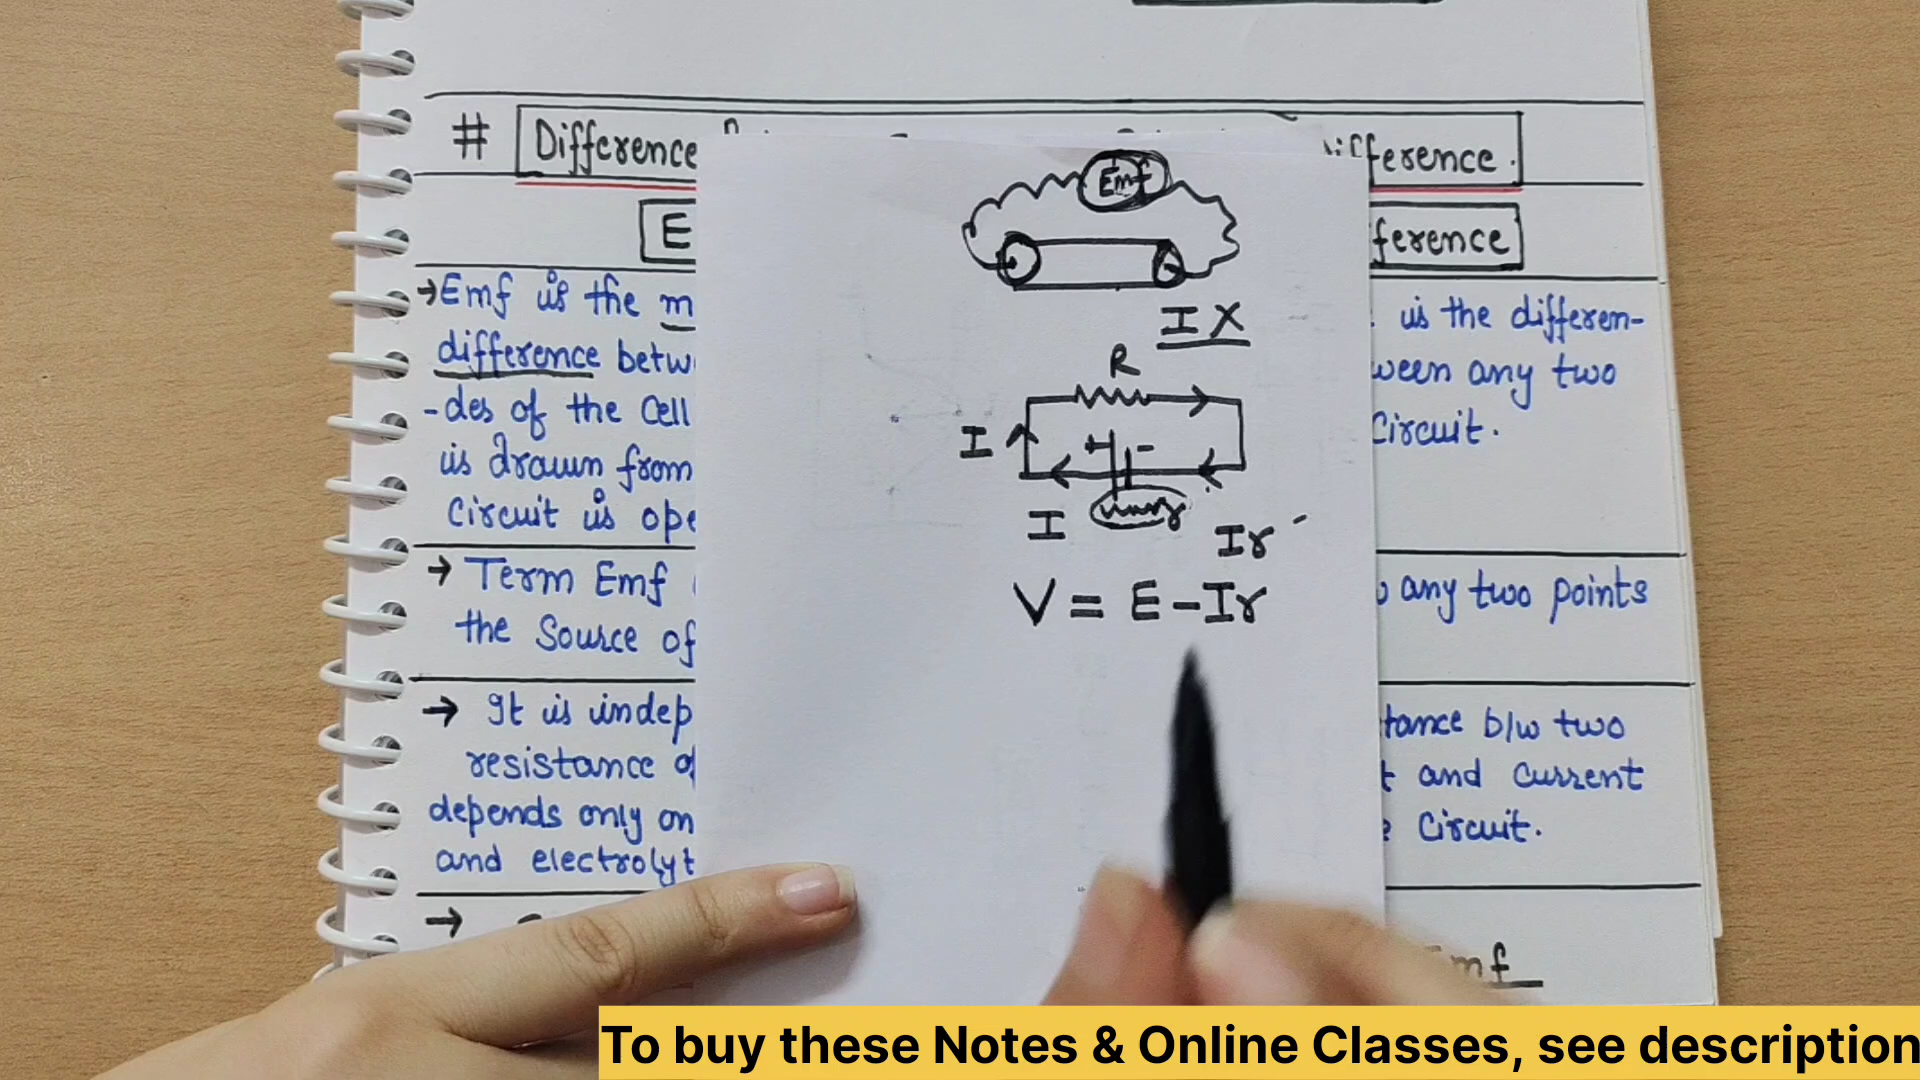 # Difference ifference.
E ference
→ Emf is the m
difference betw
-des of the Cell
is drawn from
Circuit is ope
→ Term Emf
the Source of
→ It is indep
resistance o
depends only on
and electrolyt
→
Emf
I X
R
I + -
I r
Ir
V = E - Ir
is the differen-
ween any two
Circuit.
any two points
tance b/w two
t and current
e Circuit.
mf
To buy these Notes & Online Classes, see description